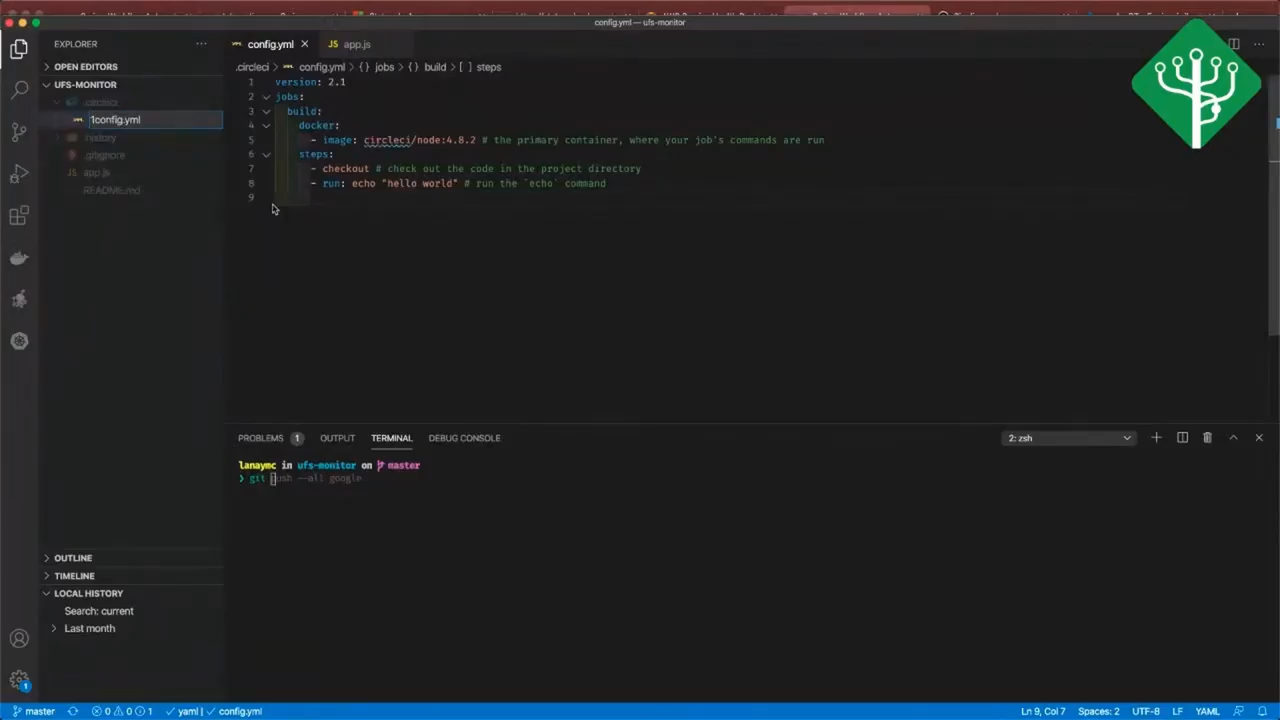 config.yml — ufs-monitor
EXPLORER
config.yml
JS app.js
OPEN EDITORS
.circleci > config.yml > {} jobs > {} build > [ ] steps
UFS-MONITOR
.circleci
1config.yml
.history
.gitignore
JS app.js
README.md
1 version: 2.1
2 jobs:
3 build:
4 docker:
5 - image: circleci/node:4.8.2 # the primary container, where your job's commands are run
6 steps:
7 - checkout # check out the code in the project directory
8 - run: echo "hello world" # run the `echo` command
9
PROBLEMS 1 OUTPUT TERMINAL DEBUG CONSOLE
2: zsh
lanaymc in ufs-monitor on master
❯ git push --all google
OUTLINE
TIMELINE
LOCAL HISTORY
Search: current
Last month
1
master 0 0 1 yaml config.yml
Ln 9, Col 7 Spaces: 2 UTF-8 LF YAML